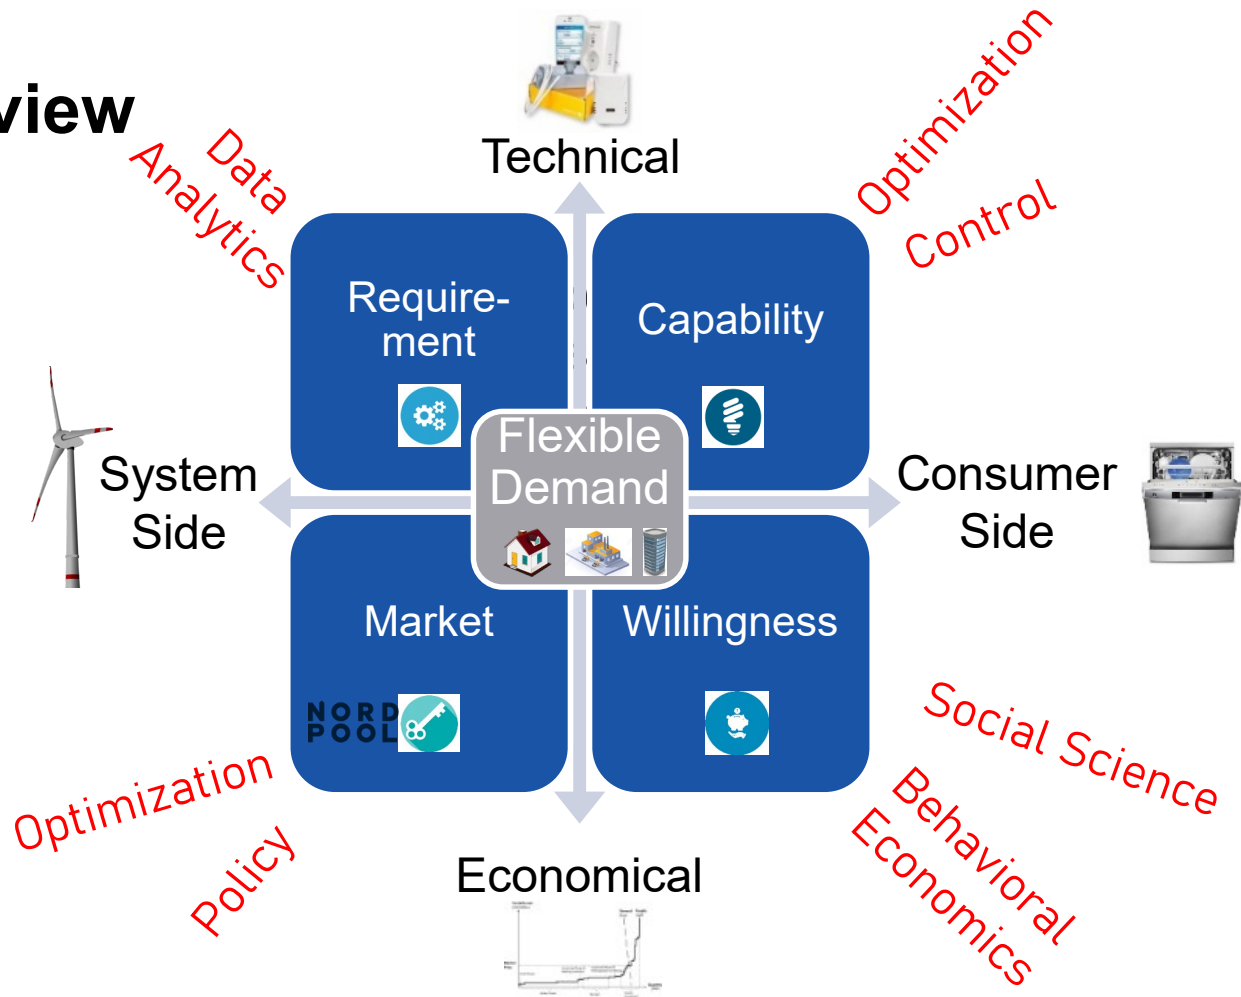 view
Technical
Data
Analytics
Optimization
Control
Require-
ment
Capability
Flexible
Demand
System
Side
Consumer
Side
Market
Willingness
NORD
POOL
Optimization
Policy
Social Science
Behavioral
Economics
Economical